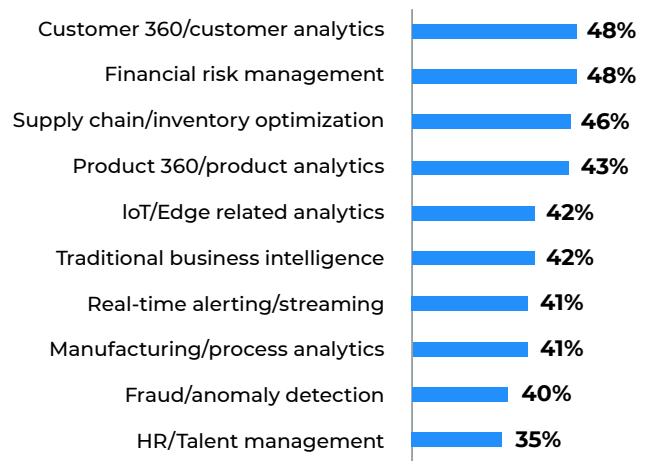 Customer 360/customer analytics 48%
Financial risk management 48%
Supply chain/inventory optimization 46%
Product 360/product analytics 43%
IoT/Edge related analytics 42%
Traditional business intelligence 42%
Real-time alerting/streaming 41%
Manufacturing/process analytics 41%
Fraud/anomaly detection 40%
HR/Talent management 35%